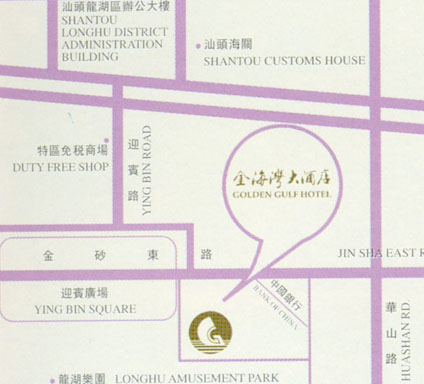 汕頭龍湖區辦公大樓
SHANTOU
LONGHU DISTRICT
ADMINISTRATION
BUILDING
汕頭海關
SHANTOU CUSTOMS HOUSE
特區免税商場
DUTY FREE SHOP
迎賓路
YING BIN ROAD
金海灣大酒店
GOLDEN GULF HOTEL
金砂東路
JIN SHA EAST R
迎賓廣場
YING BIN SQUARE
中國銀行
BANK OF CHINA
華山路
HUASHAN RD.
龍湖樂園 LONGHU AMUSEMENT PARK